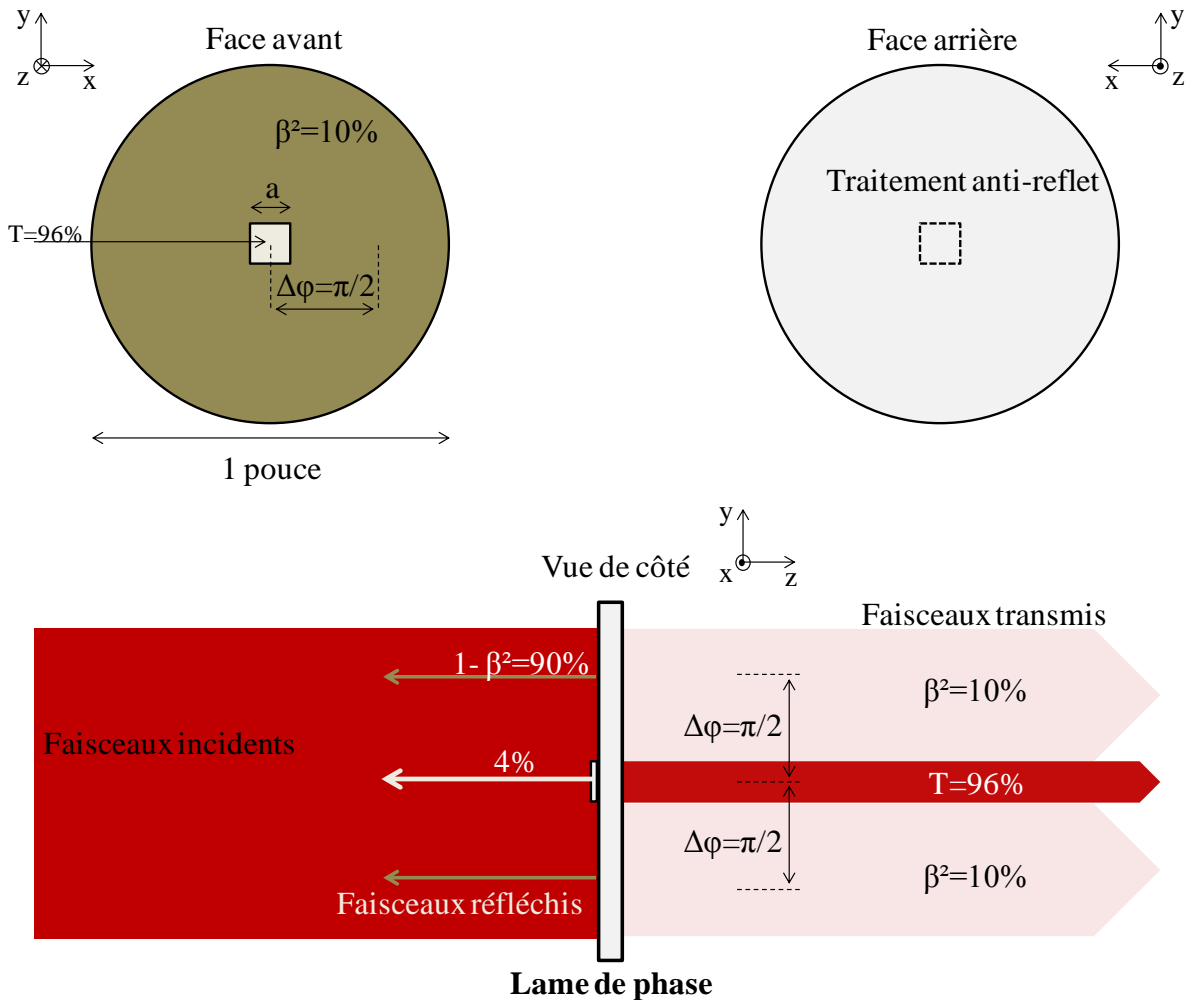 y
z
x
Face avant
β²=10%
a
T=96%
Δφ=π/2
1 pouce
Face arrière
y
x
z
Traitement anti-reflet
y
x
z
Vue de côté
Faisceaux transmis
1- β²=90%
β²=10%
Δφ=π/2
Faisceaux incidents
4%
T=96%
Δφ=π/2
β²=10%
Faisceaux réfléchis
Lame de phase